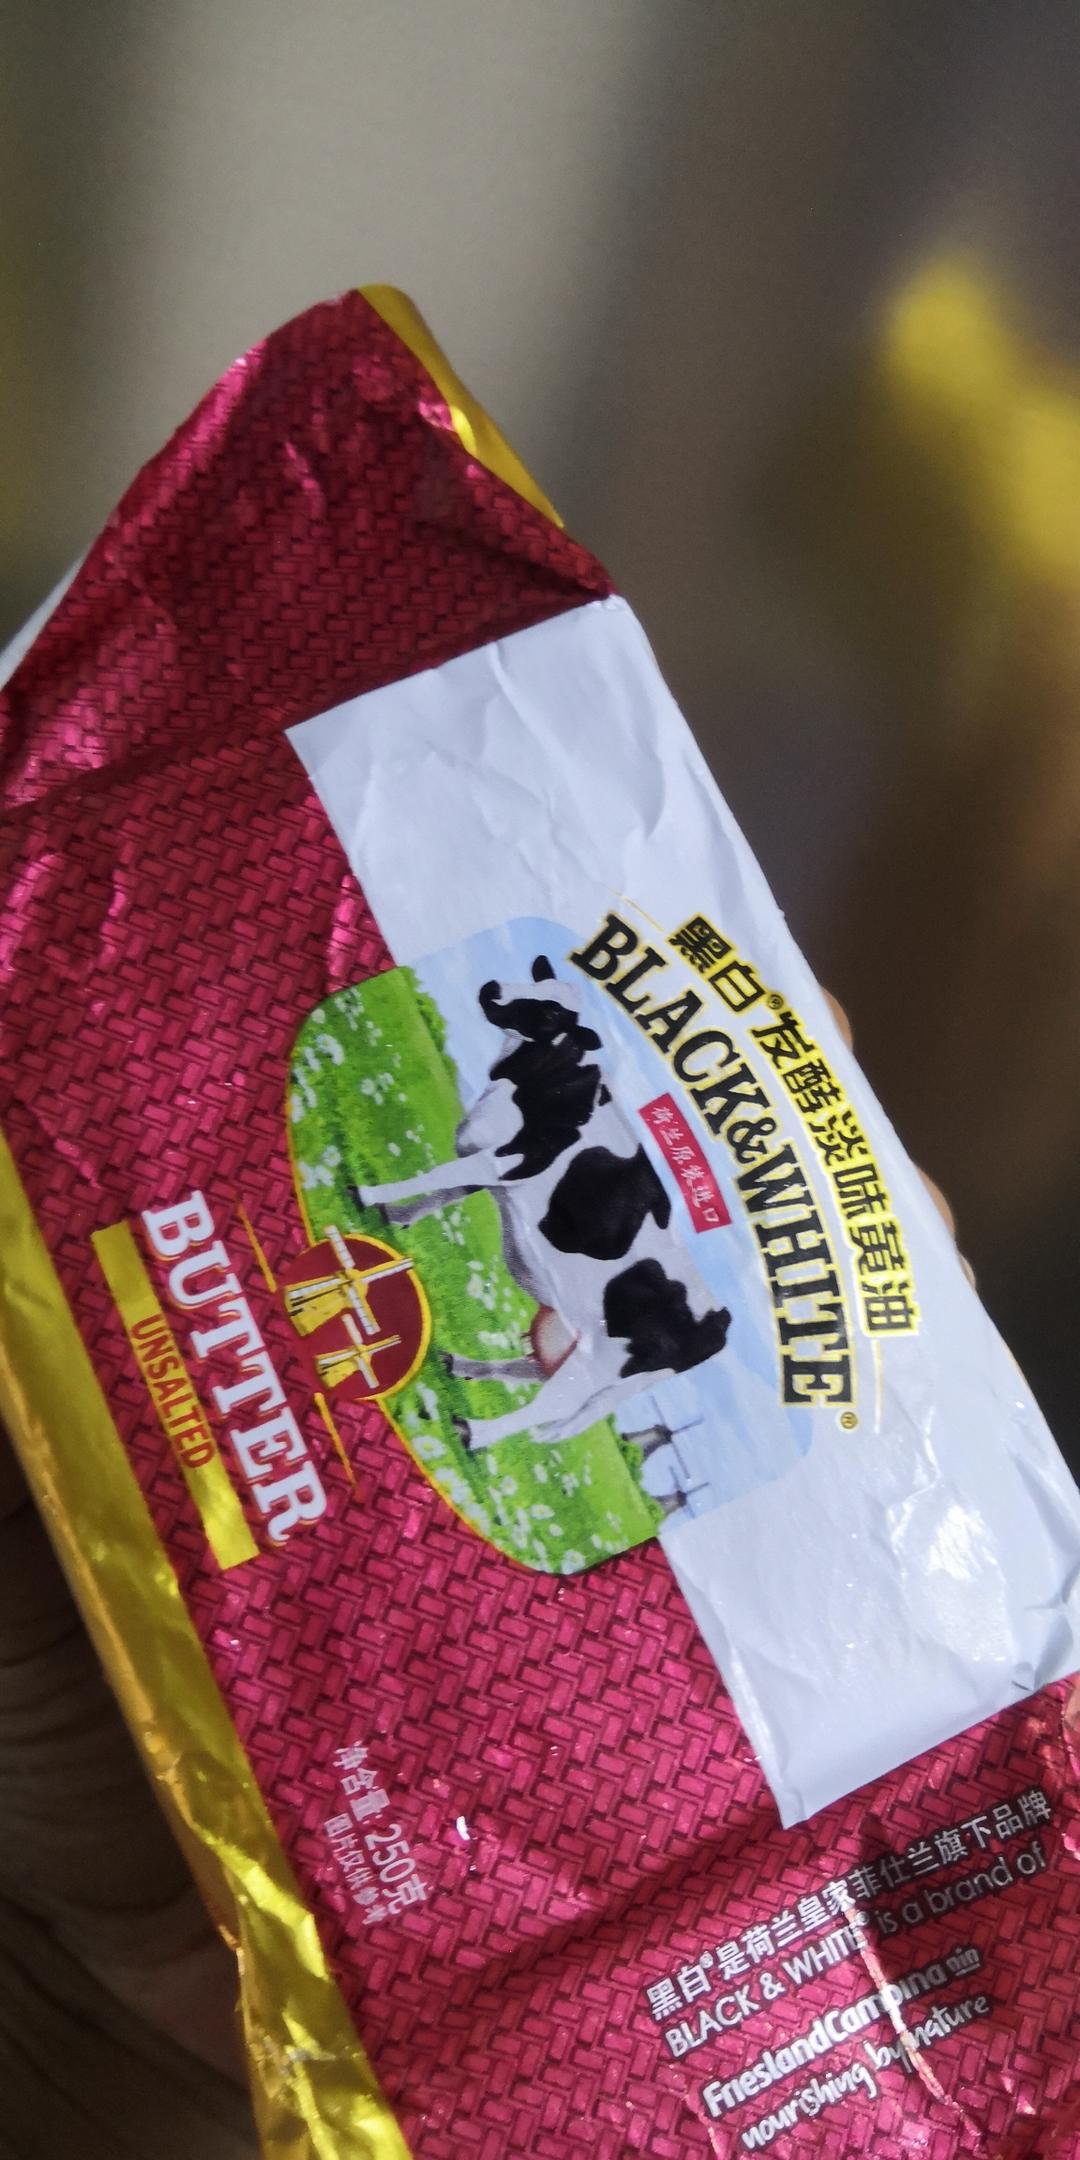 黑白®发酵淡味黄油
BLACK&WHITE®
荷兰原装进口
BUTTER
UNSALTED
净含量:250克
图片仅供参考
黑白®是荷兰皇家菲仕兰旗下品牌
BLACK & WHITE® is a brand of
FrieslandCampina
nourishing by nature